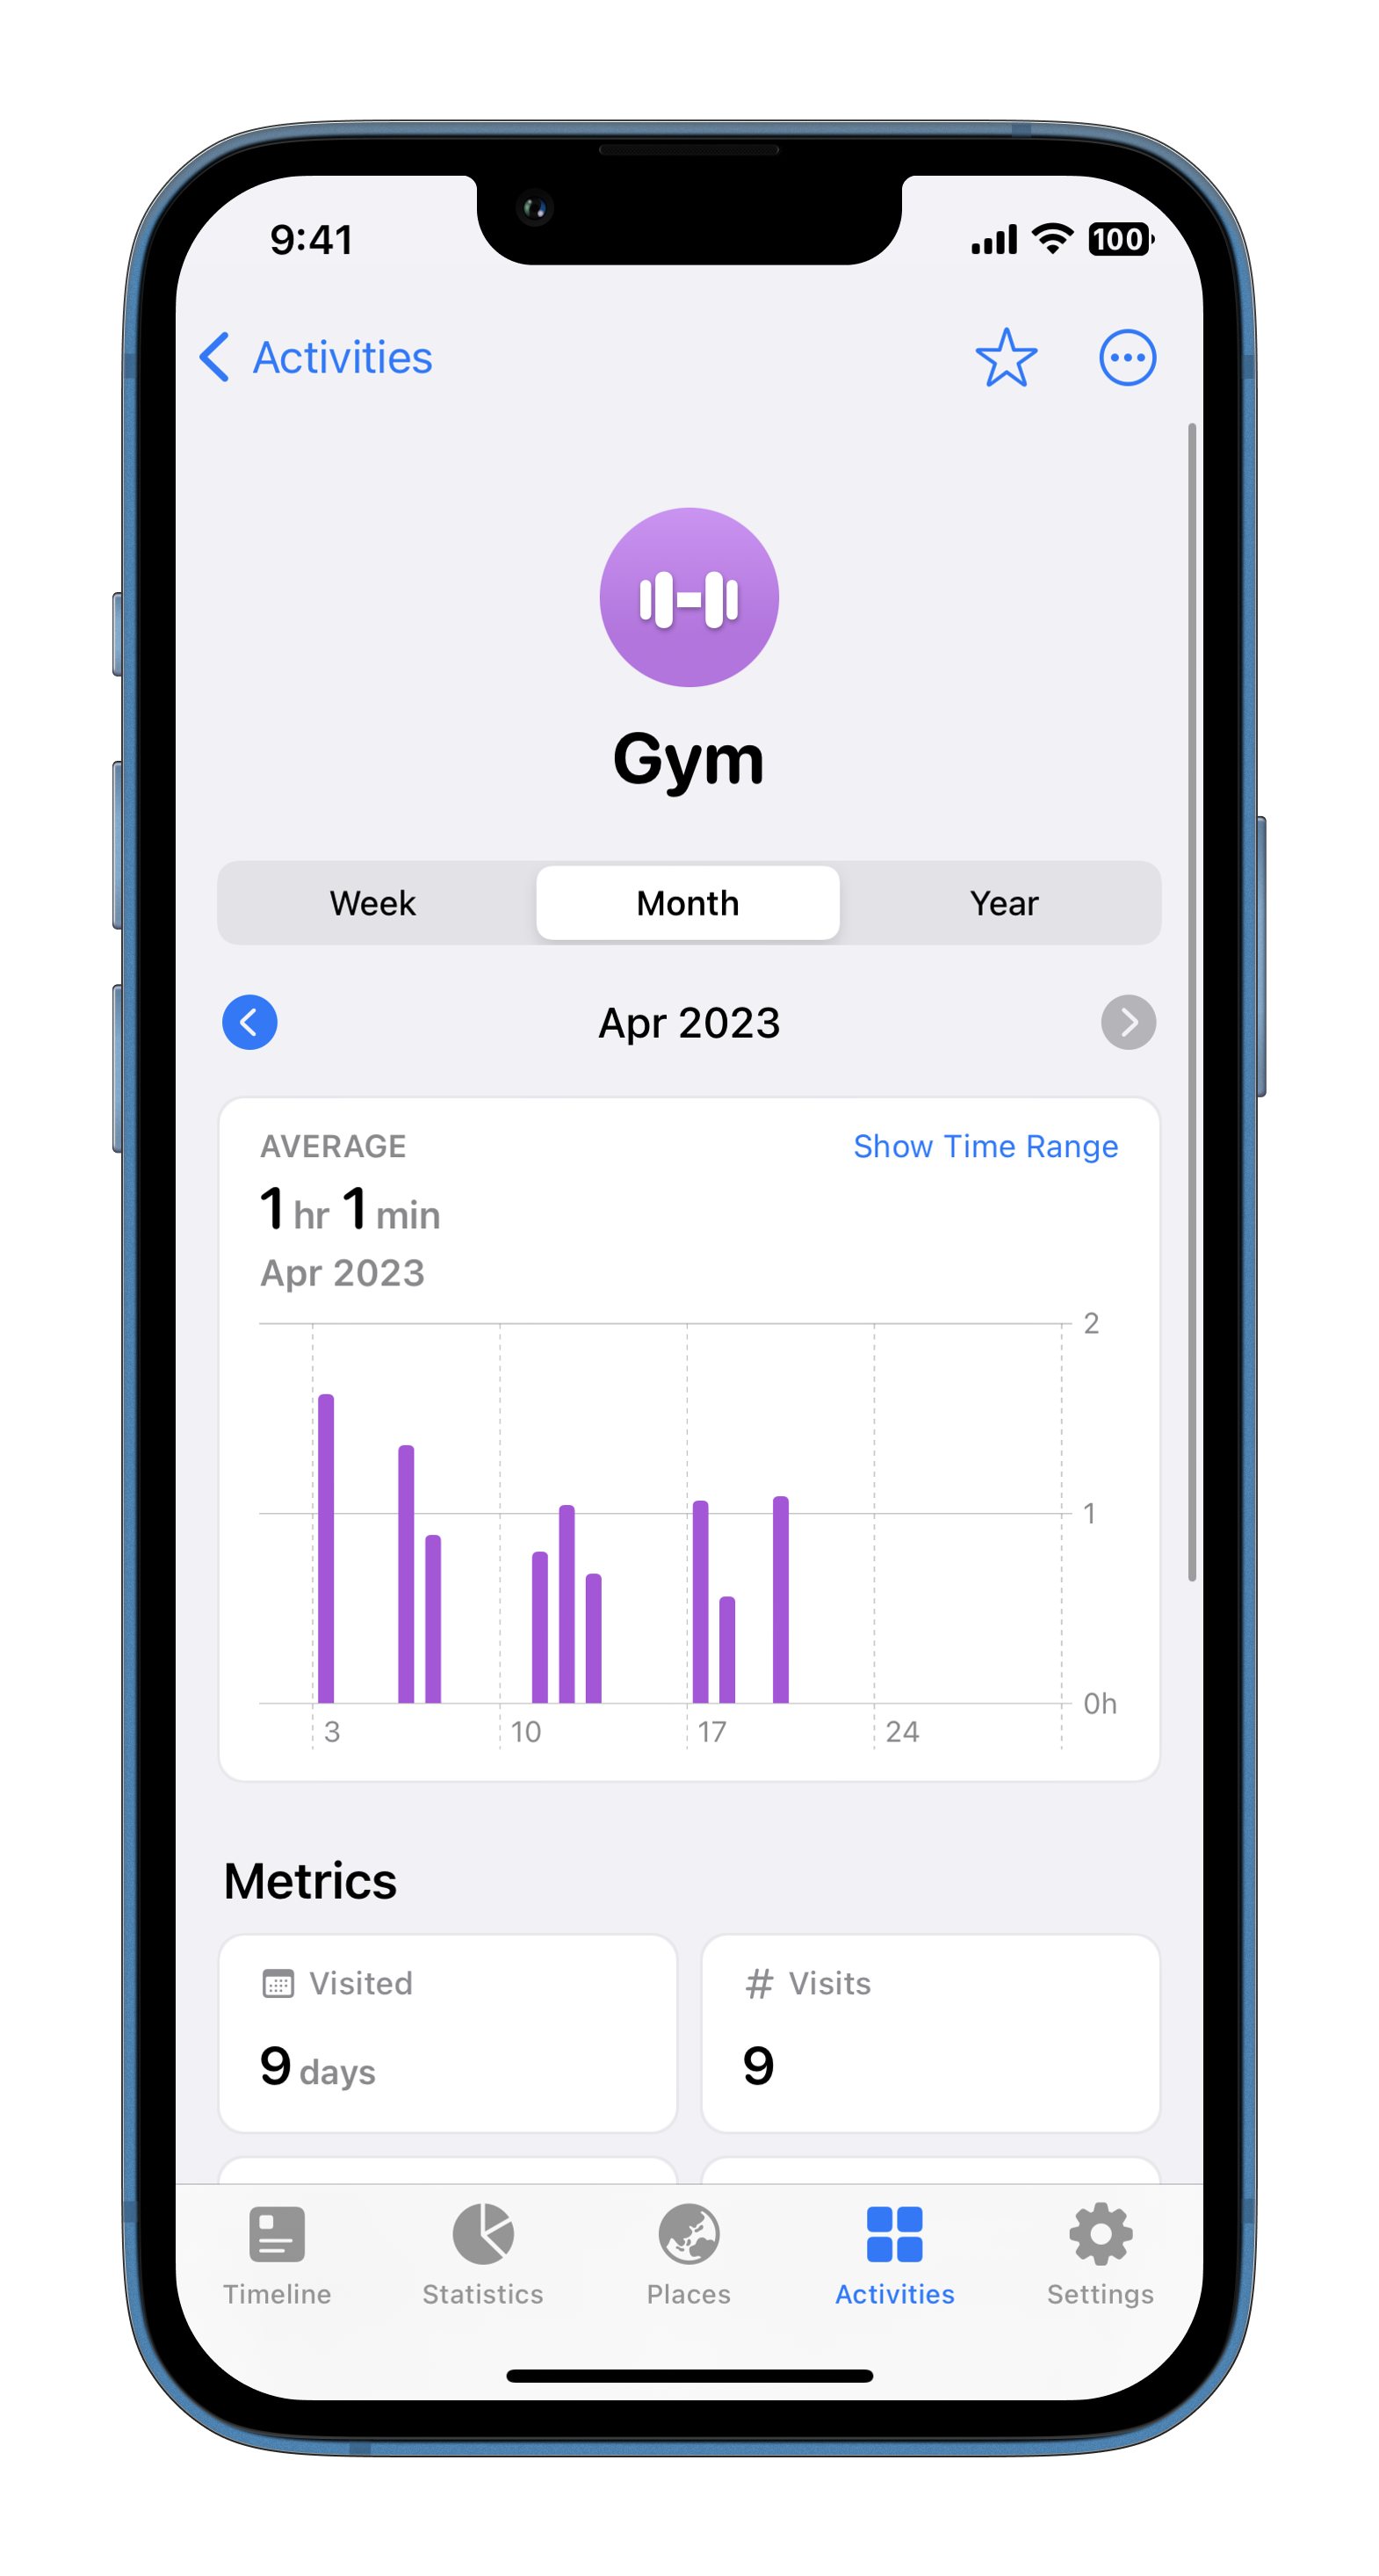 9:41 100
Activities
Gym
Week Month Year
Apr 2023
AVERAGE Show Time Range
1 hr 1 min
Apr 2023
2
1
0h
3 10 17 24
Metrics
Visited # Visits
9 days 9
Timeline Statistics Places Activities Settings